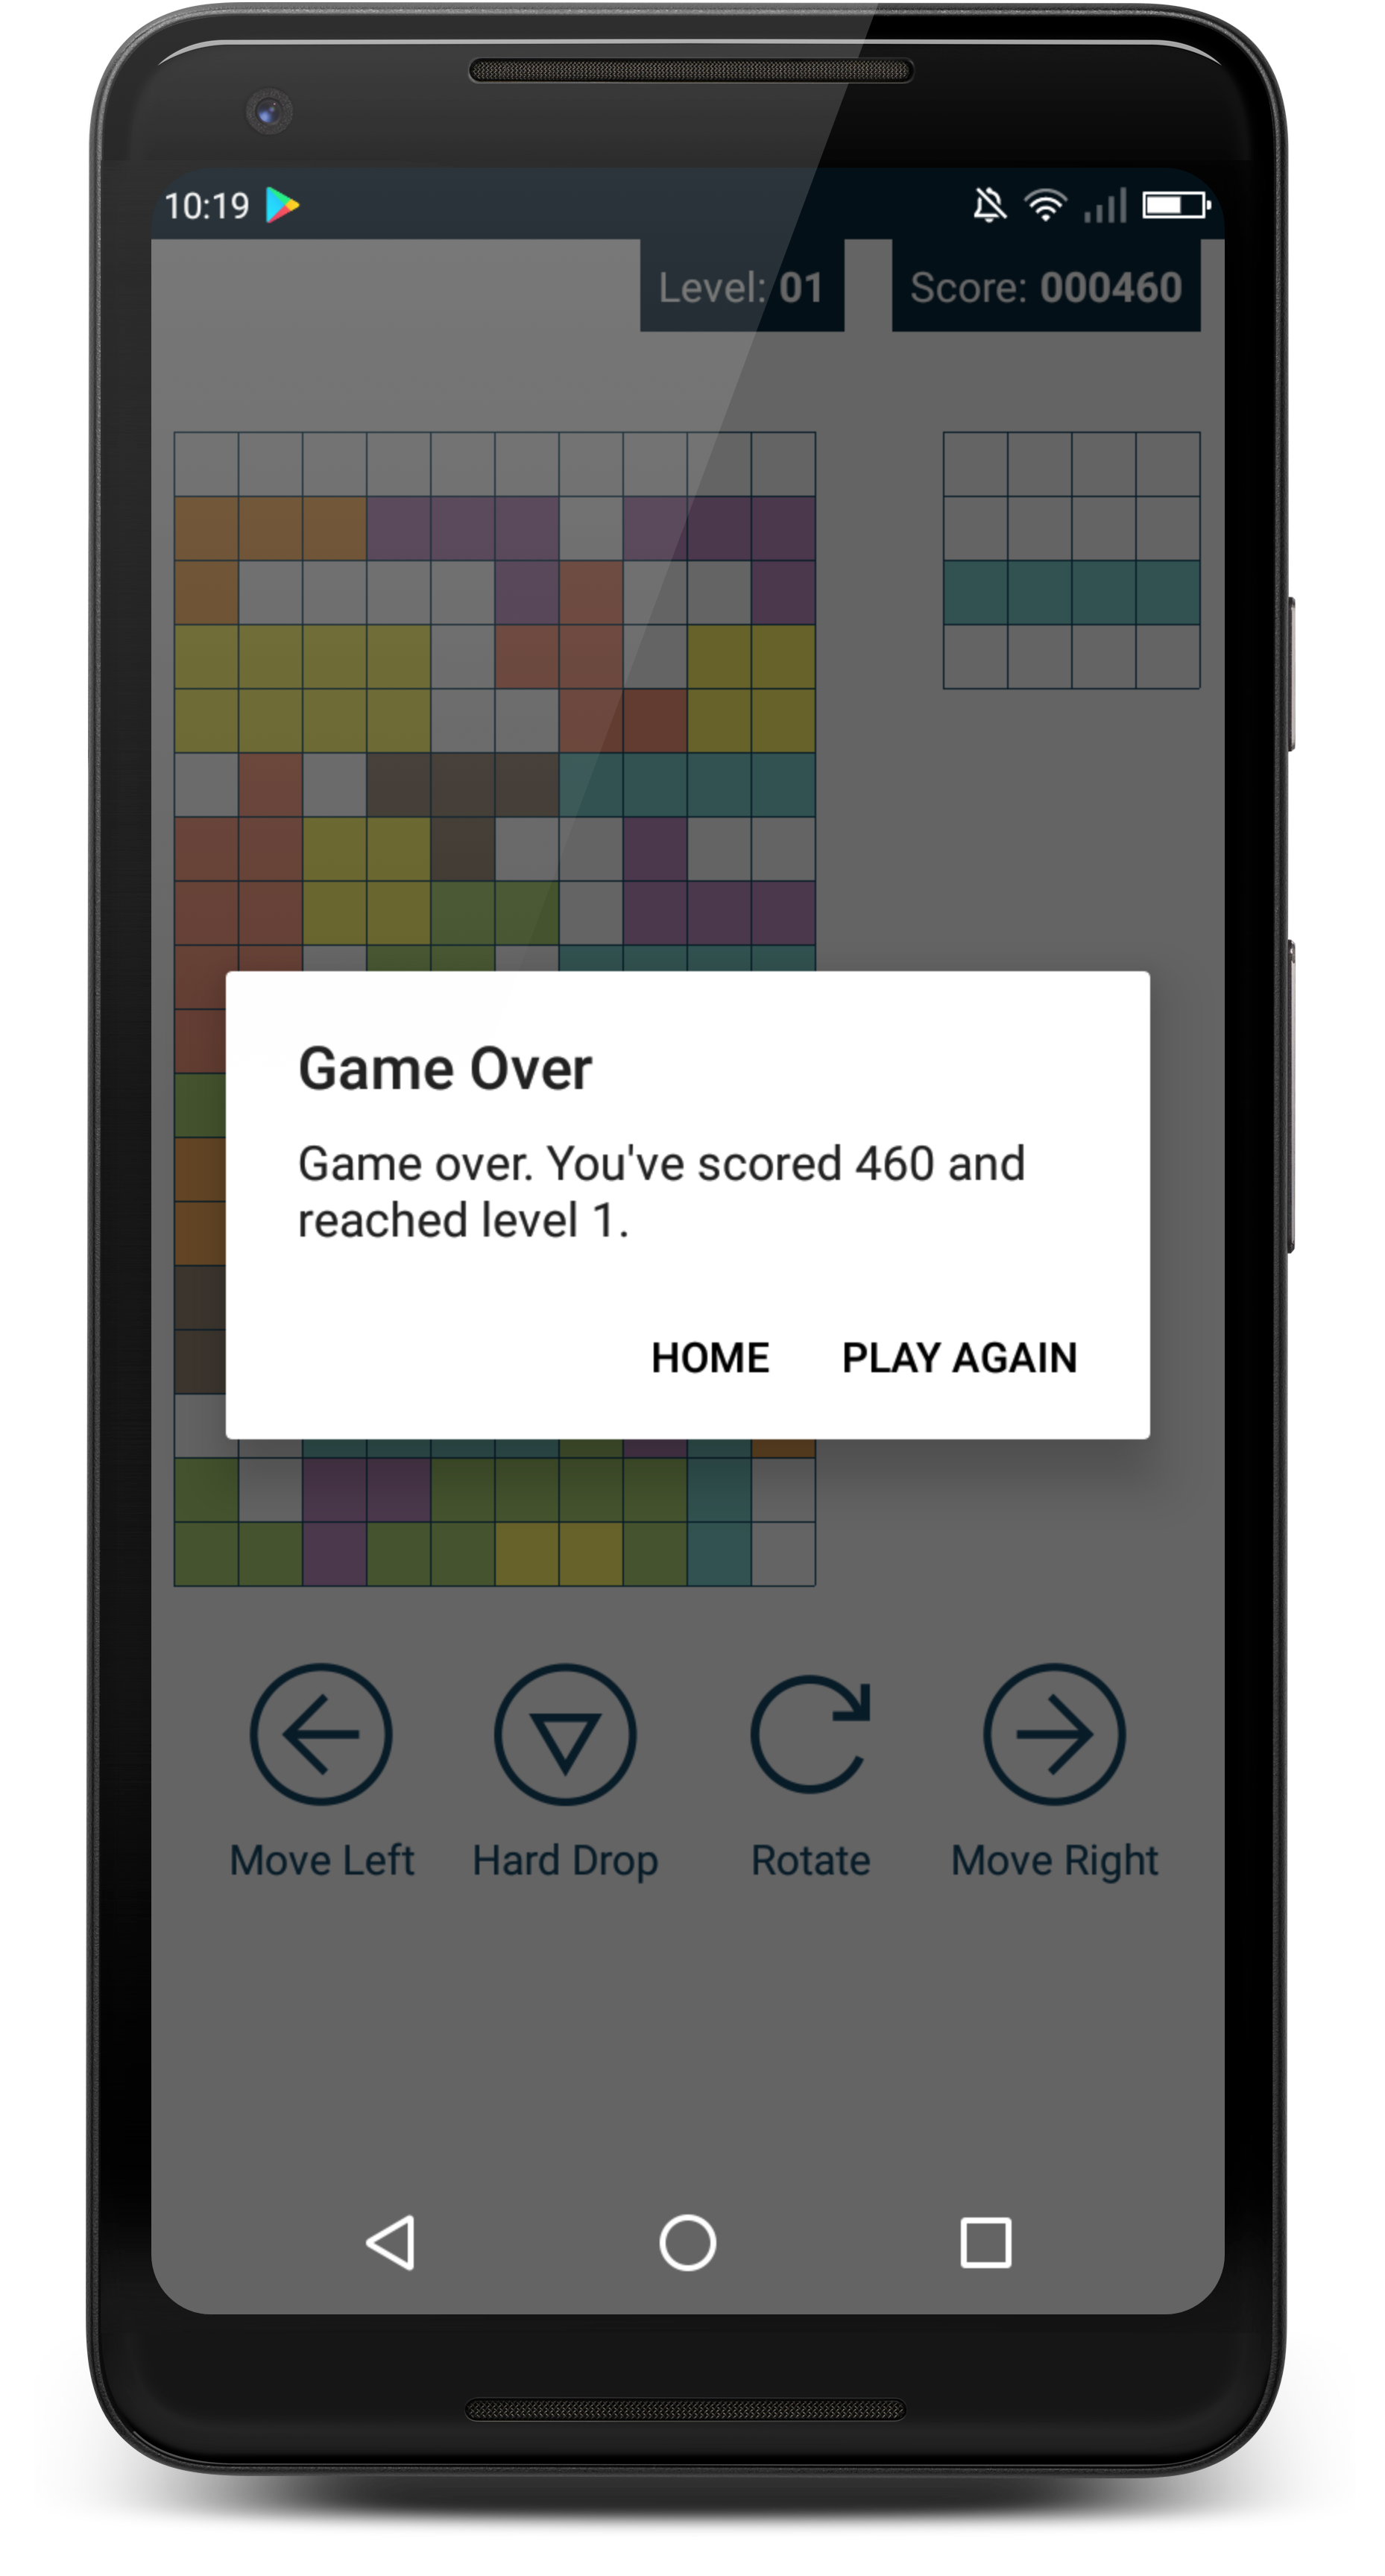 10:19
Level: 01
Score: 000460
Game Over
Game over. You've scored 460 and
reached level 1.
HOME
PLAY AGAIN
Move Left
Hard Drop
Rotate
Move Right